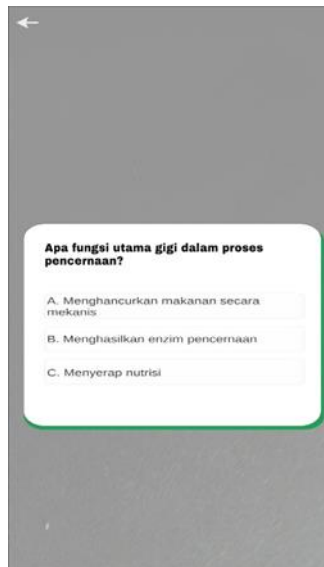 Apa fungsi utama gigi dalam proses
pencernaan?
A. Menghancurkan makanan secara
mekanis
B. Menghasilkan enzim pencernaan
C. Menyerap nutrisi